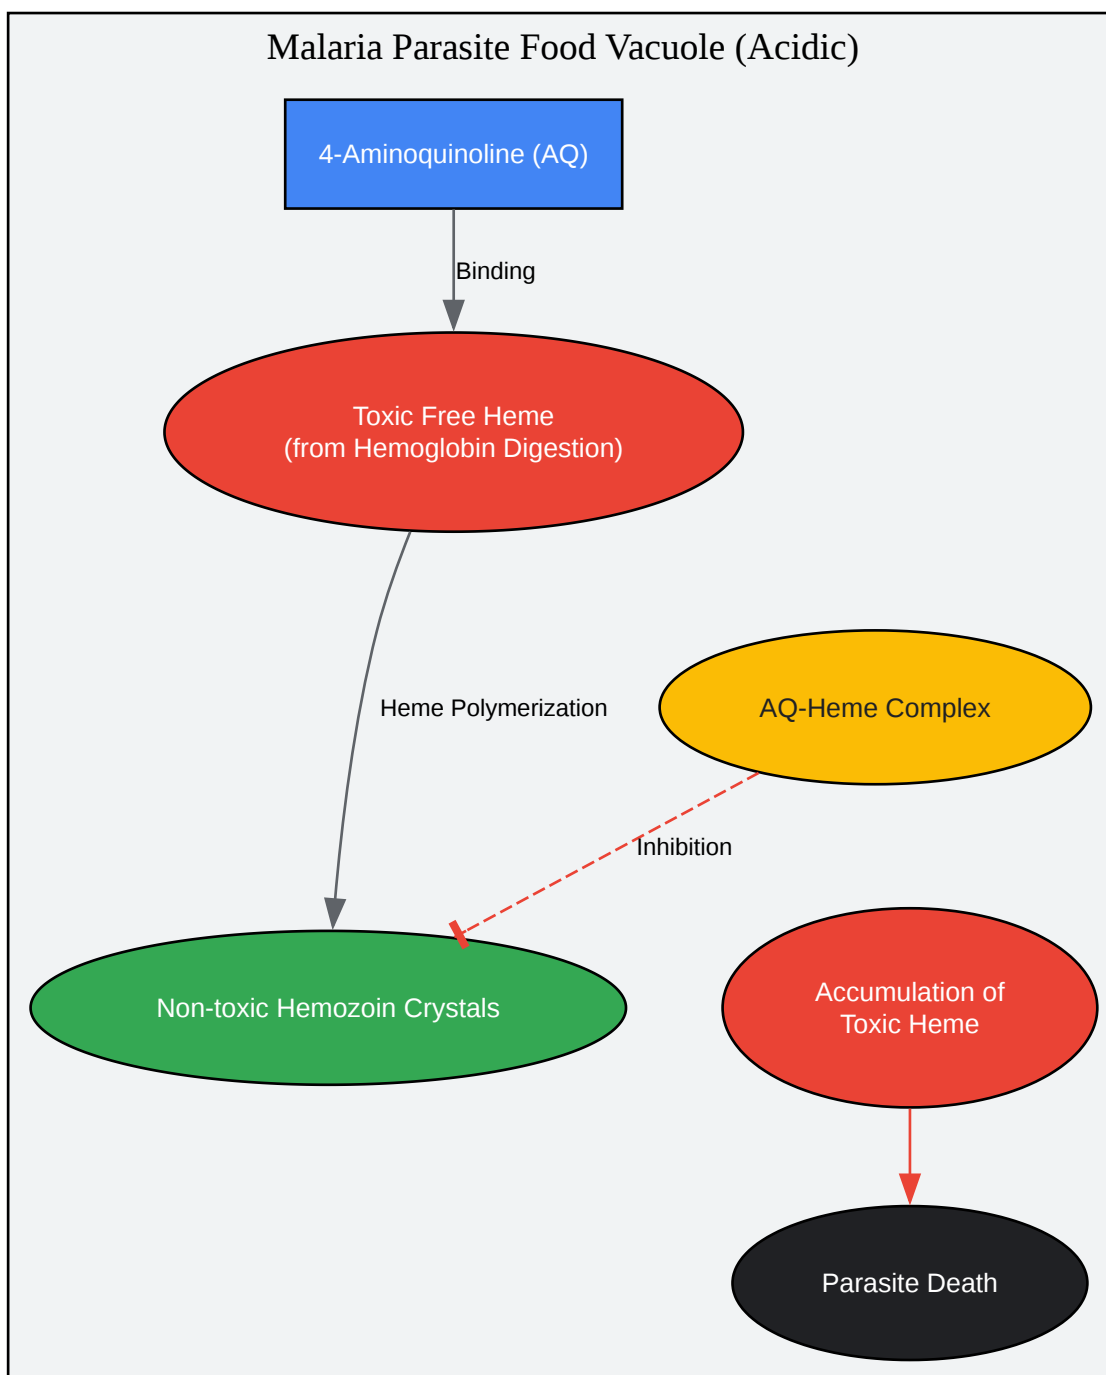 Malaria Parasite Food Vacuole (Acidic)
4-Aminoquinoline (AQ)
Binding
Toxic Free Heme
(from Hemoglobin Digestion)
Heme Polymerization
AQ-Heme Complex
Inhibition
Non-toxic Hemozoin Crystals
Accumulation of
Toxic Heme
Parasite Death